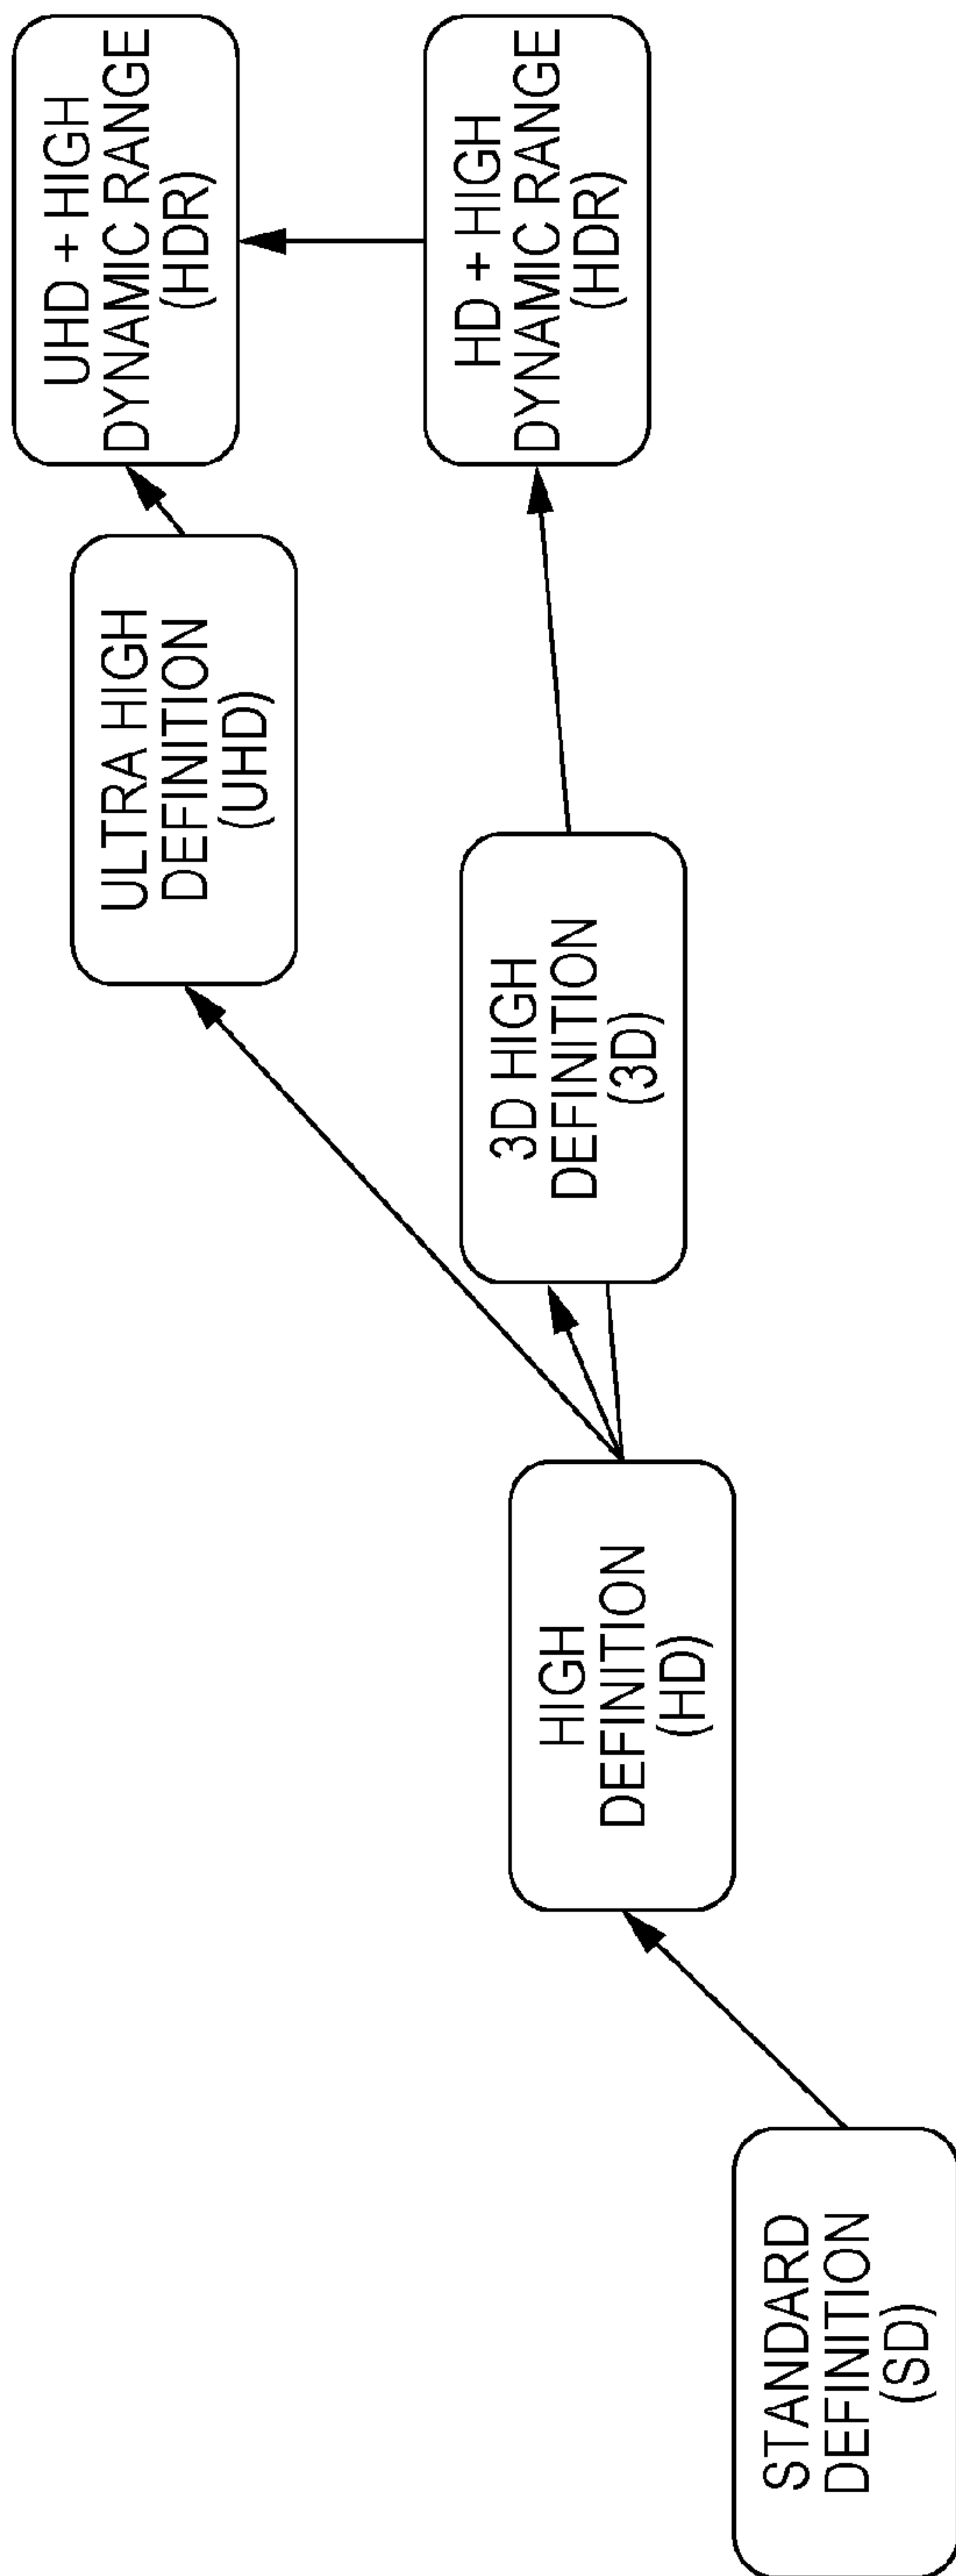 STANDARD
DEFINITION
(SD)
HIGH
DEFINITION
(HD)
3D HIGH
DEFINITION
(3D)
ULTRA HIGH
DEFINITION
(UHD)
UHD + HIGH
DYNAMIC RANGE
(HDR)
HD + HIGH
DYNAMIC RANGE
(HDR)